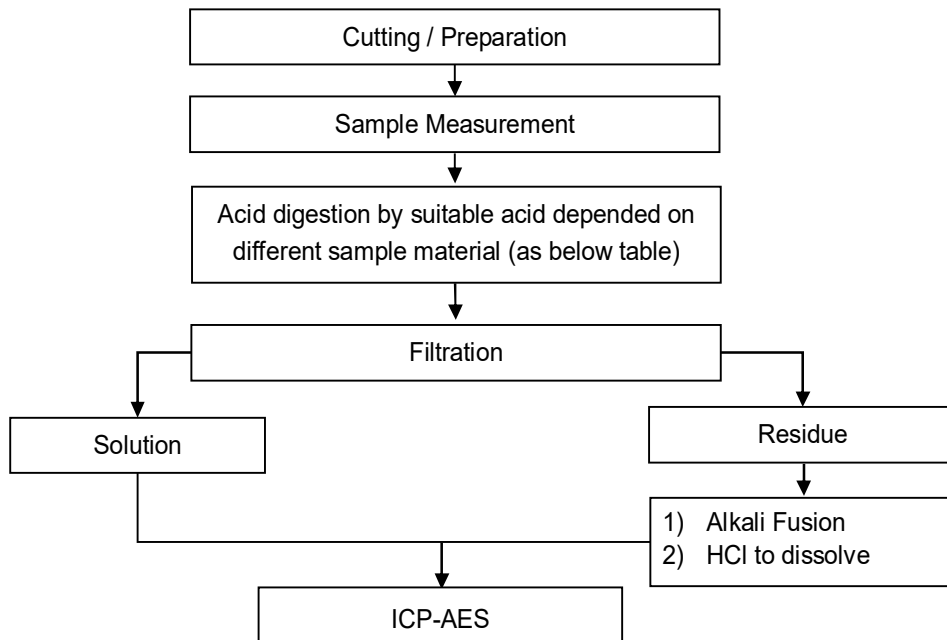 Cutting / Preparation
Sample Measurement
Acid digestion by suitable acid depended on
different sample material (as below table)
Filtration
Solution
Residue
1) Alkali Fusion
2) HCl to dissolve
ICP-AES